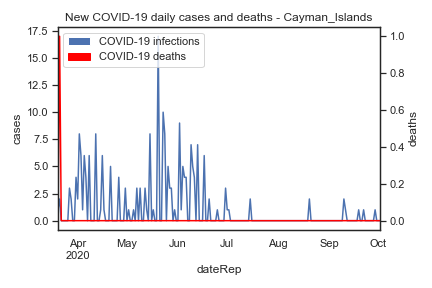 New COVID-19 daily cases and deaths - Cayman_Islands
COVID-19 infections
COVID-19 deaths
17.5
15.0
12.5
10.0
7.5
5.0
2.5
0.0
cases
1.0
0.8
0.6
0.4
0.2
0.0
deaths
Apr May Jun Jul Aug Sep Oct
2020
dateRep